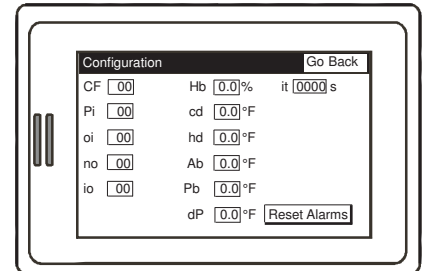 Configuration Go Back
CF 00 Hb 0.0 % it 0000 s
Pi 00 cd 0.0 °F
oi 00 hd 0.0 °F
no 00 Ab 0.0 °F
io 00 Pb 0.0 °F
dP 0.0 °F Reset Alarms